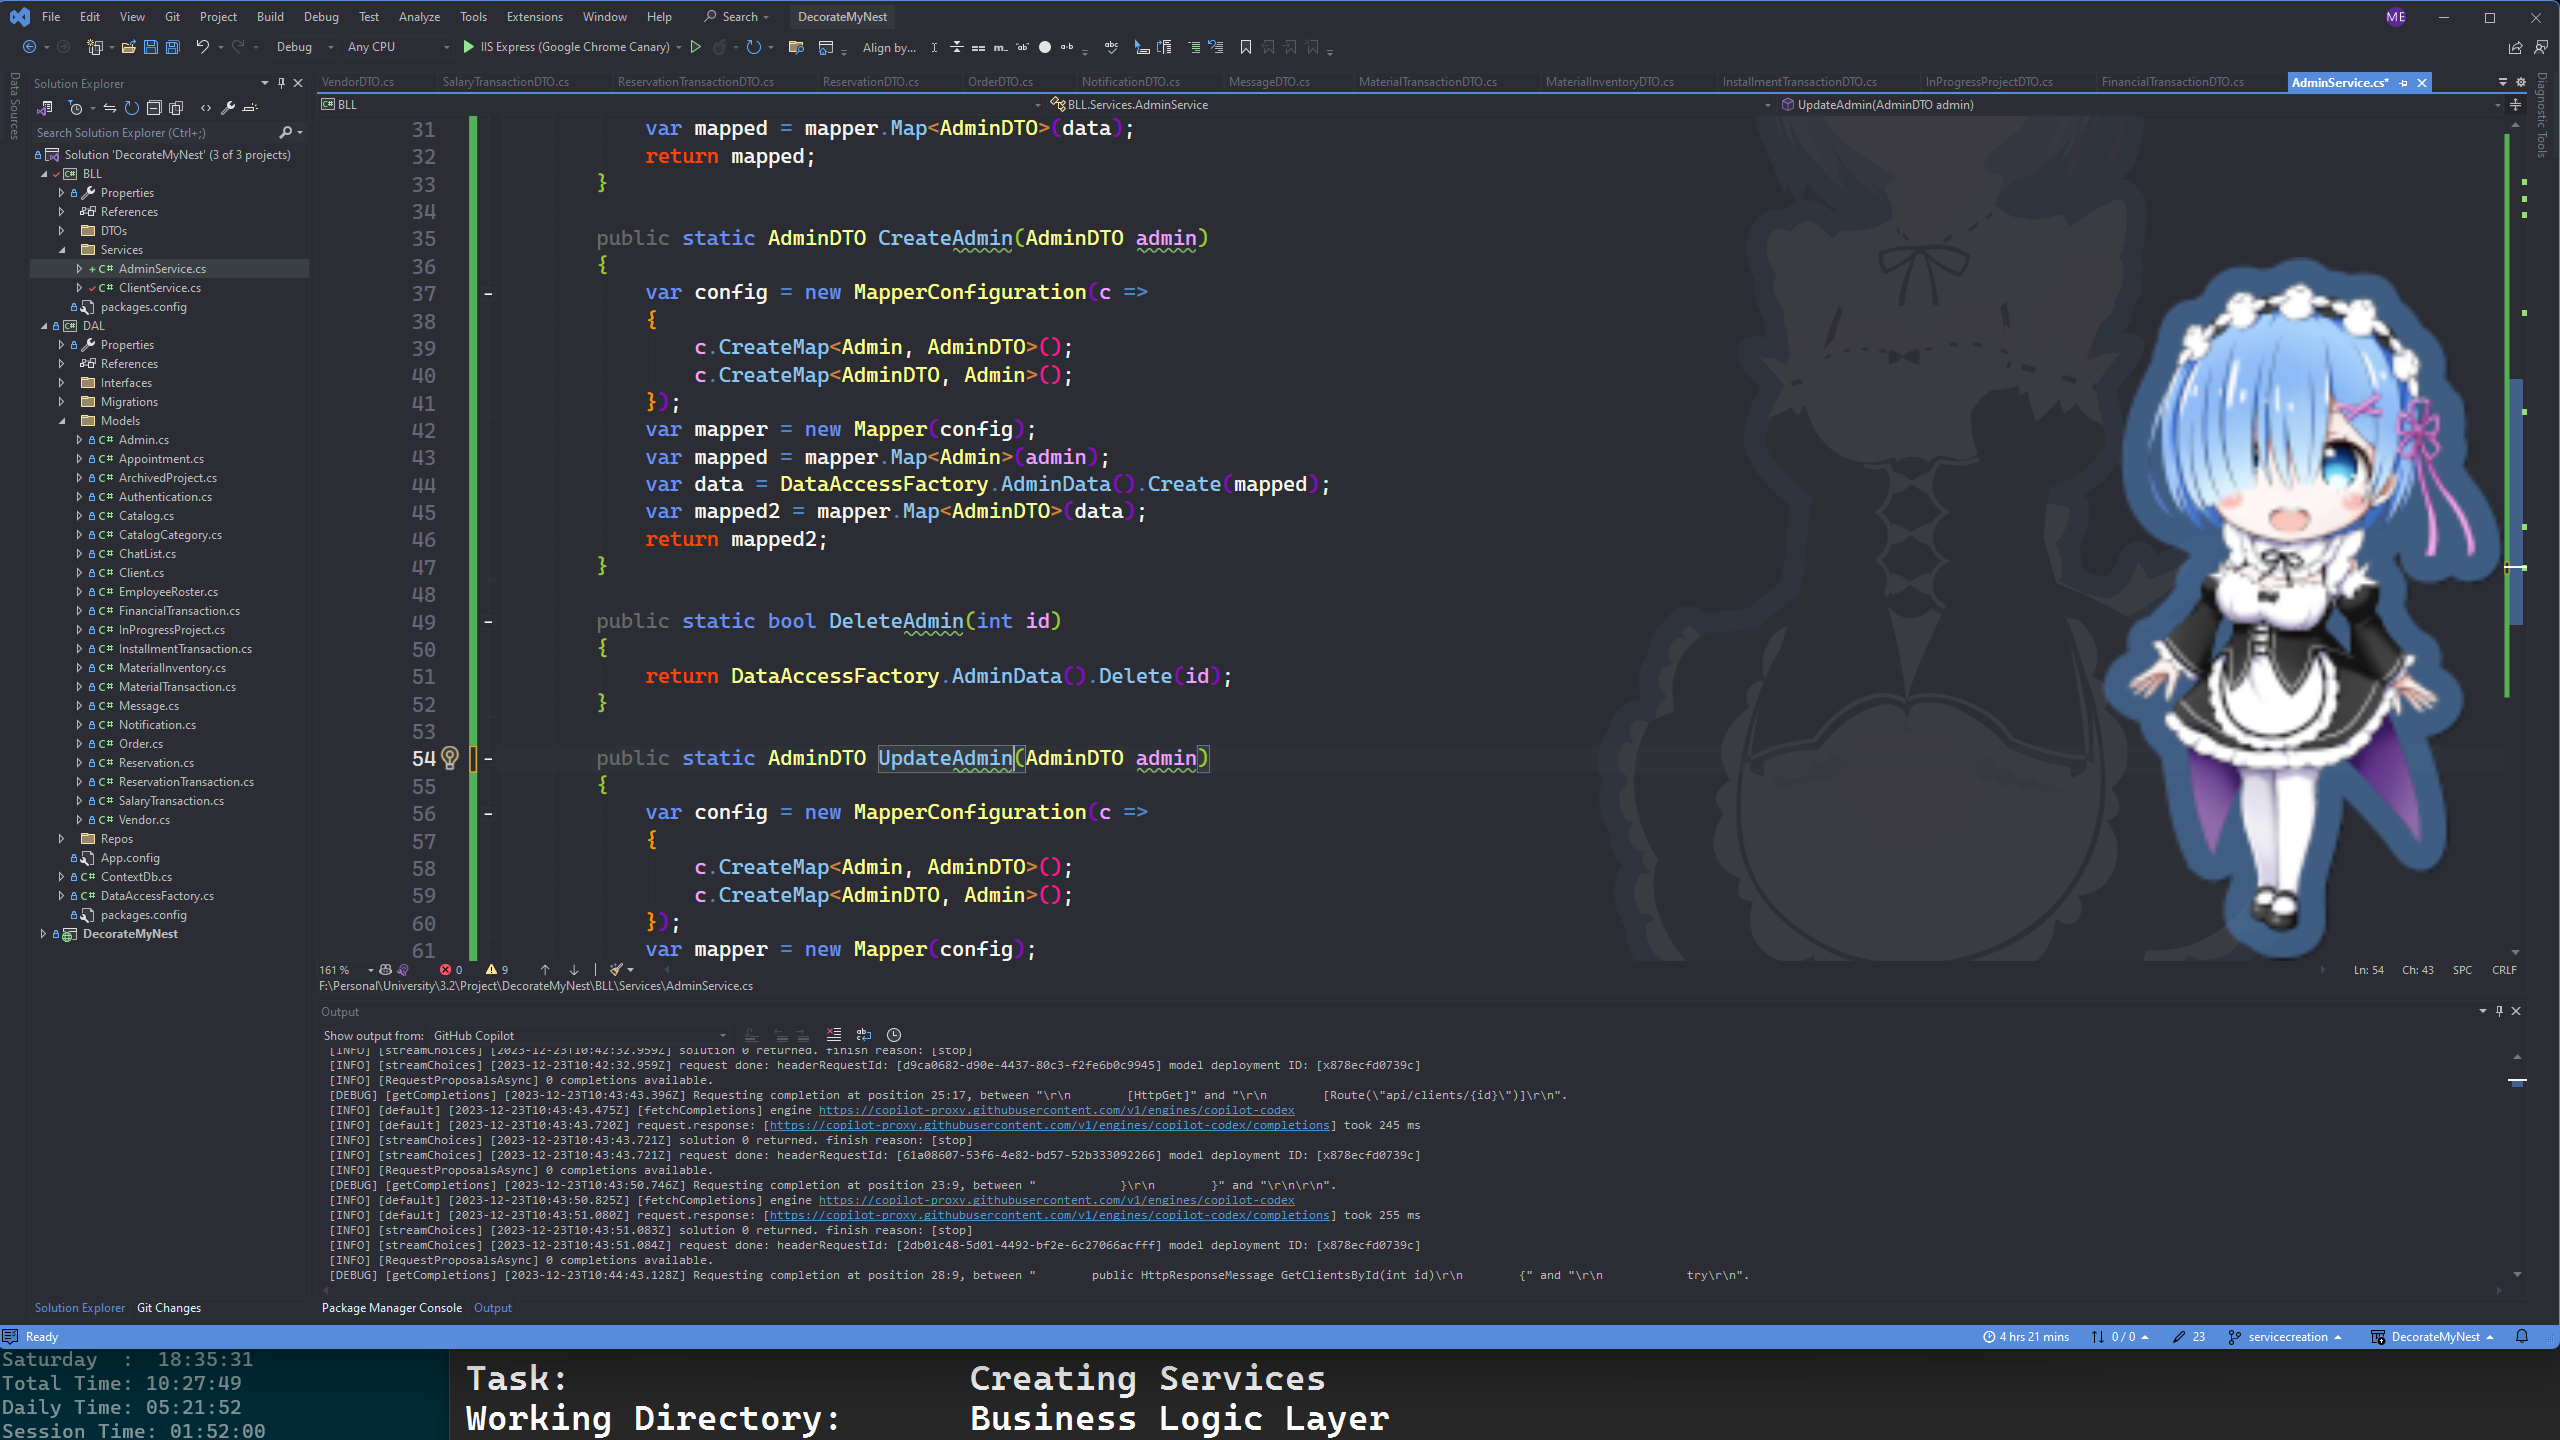 File Edit View Git Project Build Debug Test Analyze Tools Extensions Window Help Search DecorateMyNest ME
Debug Any CPU IIS Express (Google Chrome Canary) Align by...
Data Sources
Solution Explorer
Search Solution Explorer (Ctrl+;)
Solution 'DecorateMyNest' (3 of 3 projects)
BLL
Properties
References
DTOs
Services
AdminService.cs
ClientService.cs
packages.config
DAL
Properties
References
Interfaces
Migrations
Models
Admin.cs
Appointment.cs
ArchivedProject.cs
Authentication.cs
Catalog.cs
CatalogCategory.cs
ChatList.cs
Client.cs
EmployeeRoster.cs
FinancialTransaction.cs
InProgressProject.cs
InstallmentTransaction.cs
MaterialInventory.cs
MaterialTransaction.cs
Message.cs
Notification.cs
Order.cs
Reservation.cs
ReservationTransaction.cs
SalaryTransaction.cs
Vendor.cs
Repos
App.config
ContextDb.cs
DataAccessFactory.cs
packages.config
DecorateMyNest
Solution Explorer Git Changes
VendorDTO.cs SalaryTransactionDTO.cs ReservationTransactionDTO.cs ReservationDTO.cs OrderDTO.cs NotificationDTO.cs MessageDTO.cs MaterialTransactionDTO.cs MaterialInventoryDTO.cs InstallmentTransactionDTO.cs InProgressProjectDTO.cs FinancialTransactionDTO.cs AdminService.cs*
BLL BLL.Services.AdminService UpdateAdmin(AdminDTO admin)
Diagnostic Tools
31 var mapped = mapper.Map<AdminDTO>(data);
32 return mapped;
33 }
34
35 public static AdminDTO CreateAdmin(AdminDTO admin)
36 {
37 var config = new MapperConfiguration(c =>
38 {
39 c.CreateMap<Admin, AdminDTO>();
40 c.CreateMap<AdminDTO, Admin>();
41 });
42 var mapper = new Mapper(config);
43 var mapped = mapper.Map<Admin>(admin);
44 var data = DataAccessFactory.AdminData().Create(mapped);
45 var mapped2 = mapper.Map<AdminDTO>(data);
46 return mapped2;
47 }
48
49 public static bool DeleteAdmin(int id)
50 {
51 return DataAccessFactory.AdminData().Delete(id);
52 }
53
54 public static AdminDTO UpdateAdmin(AdminDTO admin)
55 {
56 var config = new MapperConfiguration(c =>
57 {
58 c.CreateMap<Admin, AdminDTO>();
59 c.CreateMap<AdminDTO, Admin>();
60 });
61 var mapper = new Mapper(config);
161 % 0 9 Ln: 54 Ch: 43 SPC CRLF
F:\Personal\University\3.2\Project\DecorateMyNest\BLL\Services\AdminService.cs
Output
Show output from: GitHub Copilot
[INFO] [streamChoices] [2023-12-23T10:42:32.959Z] solution 0 returned. finish reason: [stop]
[INFO] [streamChoices] [2023-12-23T10:42:32.959Z] request done: headerRequestId: [d9ca0682-d90e-4437-80c3-f2fe6b0c9945] model deployment ID: [x878ecfd0739c]
[INFO] [RequestProposalsAsync] 0 completions available.
[DEBUG] [getCompletions] [2023-12-23T10:43:43.396Z] Requesting completion at position 25:17, between "\r\n [HttpGet]" and "\r\n [Route(\"api/clients/{id}\")]\r\n".
[INFO] [default] [2023-12-23T10:43:43.475Z] [fetchCompletions] engine https://copilot-proxy.githubusercontent.com/v1/engines/copilot-codex
[INFO] [default] [2023-12-23T10:43:43.720Z] request.response: [https://copilot-proxy.githubusercontent.com/v1/engines/copilot-codex/completions] took 245 ms
[INFO] [streamChoices] [2023-12-23T10:43:43.721Z] solution 0 returned. finish reason: [stop]
[INFO] [streamChoices] [2023-12-23T10:43:43.721Z] request done: headerRequestId: [61a08607-53f6-4e82-bd57-52b333092266] model deployment ID: [x878ecfd0739c]
[INFO] [RequestProposalsAsync] 0 completions available.
[DEBUG] [getCompletions] [2023-12-23T10:43:50.746Z] Requesting completion at position 23:9, between " }\r\n }" and "\r\n\r\n".
[INFO] [default] [2023-12-23T10:43:50.825Z] [fetchCompletions] engine https://copilot-proxy.githubusercontent.com/v1/engines/copilot-codex
[INFO] [default] [2023-12-23T10:43:51.080Z] request.response: [https://copilot-proxy.githubusercontent.com/v1/engines/copilot-codex/completions] took 255 ms
[INFO] [streamChoices] [2023-12-23T10:43:51.083Z] solution 0 returned. finish reason: [stop]
[INFO] [streamChoices] [2023-12-23T10:43:51.084Z] request done: headerRequestId: [2db01c48-5d01-4492-bf2e-6c27066acfff] model deployment ID: [x878ecfd0739c]
[INFO] [RequestProposalsAsync] 0 completions available.
[DEBUG] [getCompletions] [2023-12-23T10:44:43.128Z] Requesting completion at position 28:9, between " public HttpResponseMessage GetClientsById(int id)\r\n {" and "\r\n try\r\n".
Package Manager Console Output
Ready 4 hrs 21 mins 0 / 0 23 servicecreation DecorateMyNest
Saturday : 18:35:31
Total Time: 10:27:49
Daily Time: 05:21:52
Session Time: 01:52:00
Task: Creating Services
Working Directory: Business Logic Layer